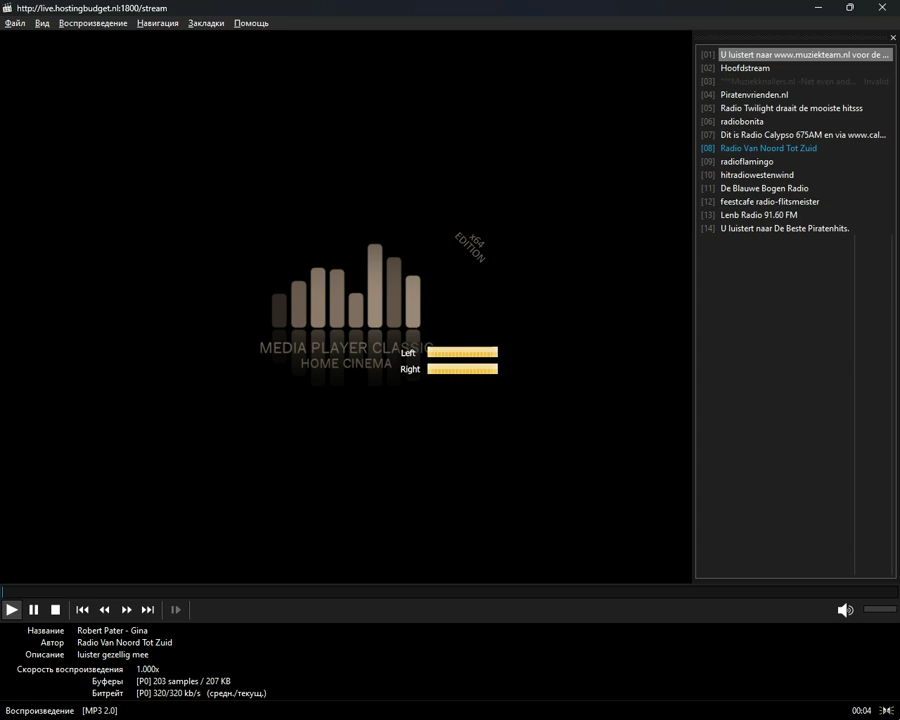 http://live.hostingbudget.nl:1800/stream
Файл Вид Воспроизведение Навигация Закладки Помощь
[01] U luistert naar www.muziekteam.nl voor de ...
[02] Hoofdstream
[03] ***Muziekknallers.nl -Net even and... Invalid
[04] Piratenvrienden.nl
[05] Radio Twilight draait de mooiste hitsss
[06] radiobonita
[07] Dit is Radio Calypso 675AM en via www.cal...
[08] Radio Van Noord Tot Zuid
[09] radioflamingo
[10] hitradiowestenwind
[11] De Blauwe Bogen Radio
[12] feestcafe radio-flitsmeister
[13] Lenb Radio 91.60 FM
[14] U luistert naar De Beste Piratenhits.
x64
EDITION
MEDIA PLAYER CLASSIC
HOME CINEMA
Left
Right
Название Robert Pater - Gina
Автор Radio Van Noord Tot Zuid
Описание luister gezellig mee
Скорость воспроизведения 1.000x
Буферы [P0] 203 samples / 207 KB
Битрейт [P0] 320/320 kb/s (средн./текущ.)
Воспроизведение [MP3 2.0] 00:04